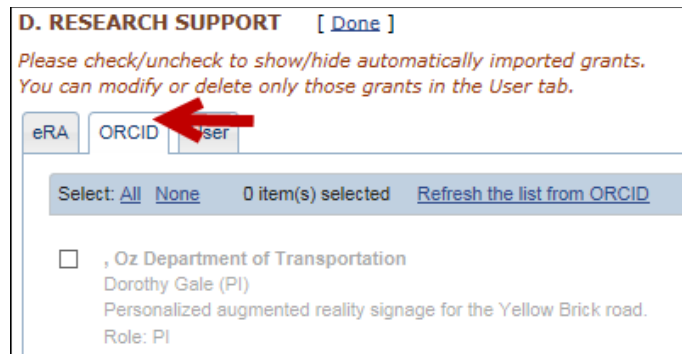 D. RESEARCH SUPPORT [ Done ]
Please check/uncheck to show/hide automatically imported grants.
You can modify or delete only those grants in the User tab.
eRA ORCID User
Select: All None 0 item(s) selected Refresh the list from ORCID
, Oz Department of Transportation
Dorothy Gale (PI)
Personalized augmented reality signage for the Yellow Brick road.
Role: PI